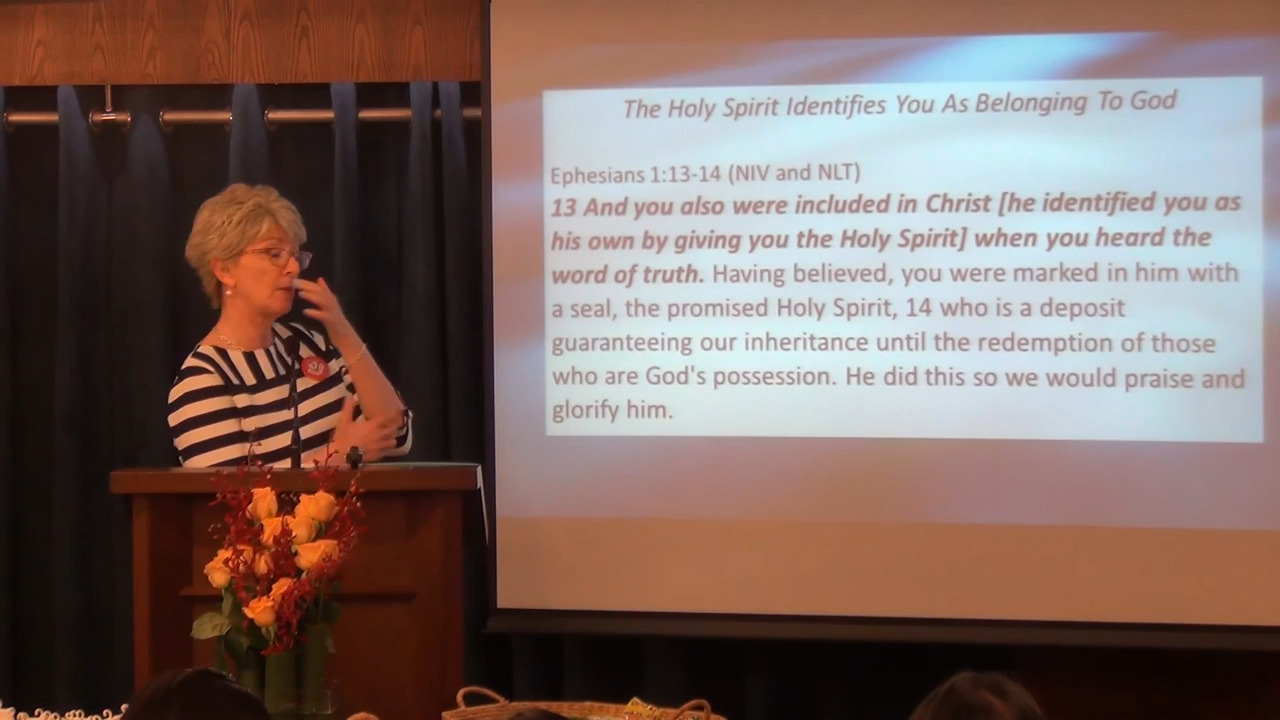 The Holy Spirit Identifies You As Belonging To God
Ephesians 1:13-14 (NIV and NLT)
13 And you also were included in Christ [he identified you as
his own by giving you the Holy Spirit] when you heard the
word of truth. Having believed, you were marked in him with
a seal, the promised Holy Spirit, 14 who is a deposit
guaranteeing our inheritance until the redemption of those
who are God's possession. He did this so we would praise and
glorify him.